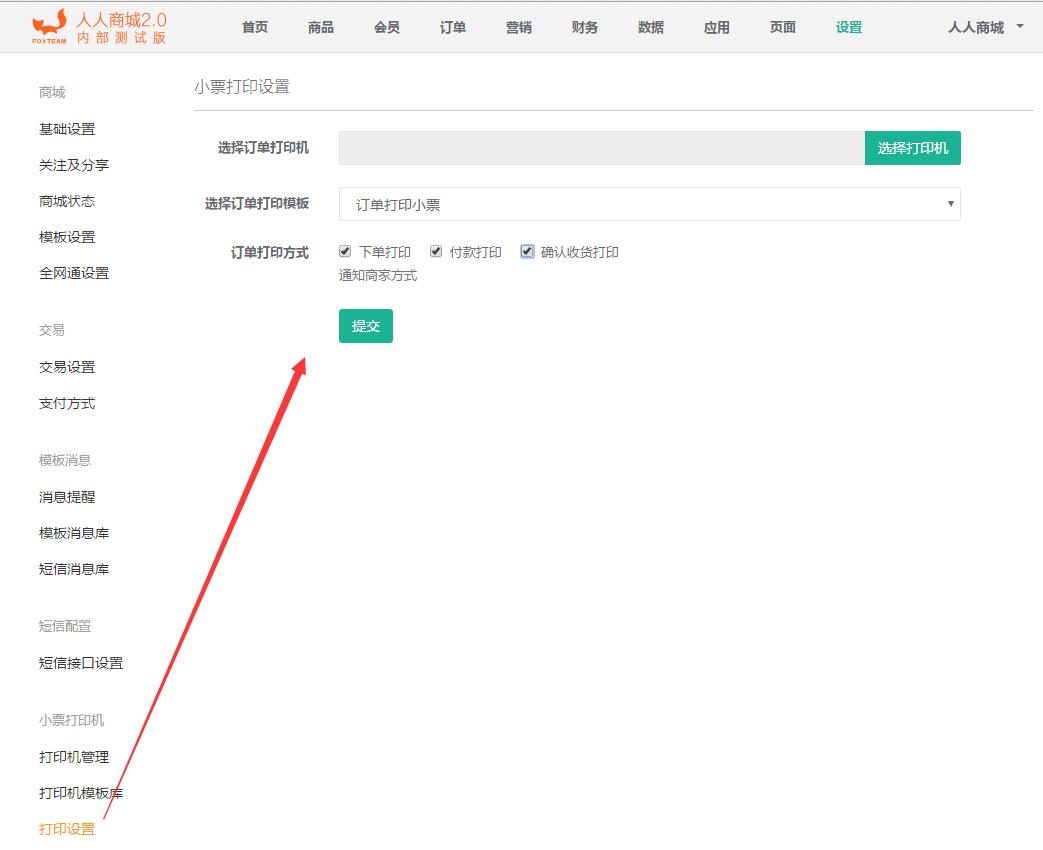 人人商城2.0
内部测试版
FOXTEAM
首页 商品 会员 订单 营销 财务 数据 应用 页面 设置 人人商城
商城
基础设置
关注及分享
商城状态
模板设置
全网通设置
交易
交易设置
支付方式
模板消息
消息提醒
模板消息库
短信消息库
短信配置
短信接口设置
小票打印机
打印机管理
打印机模板库
打印设置
小票打印设置
选择订单打印机 选择打印机
选择订单打印模板 订单打印小票
订单打印方式 下单打印 付款打印 确认收货打印
通知商家方式
提交